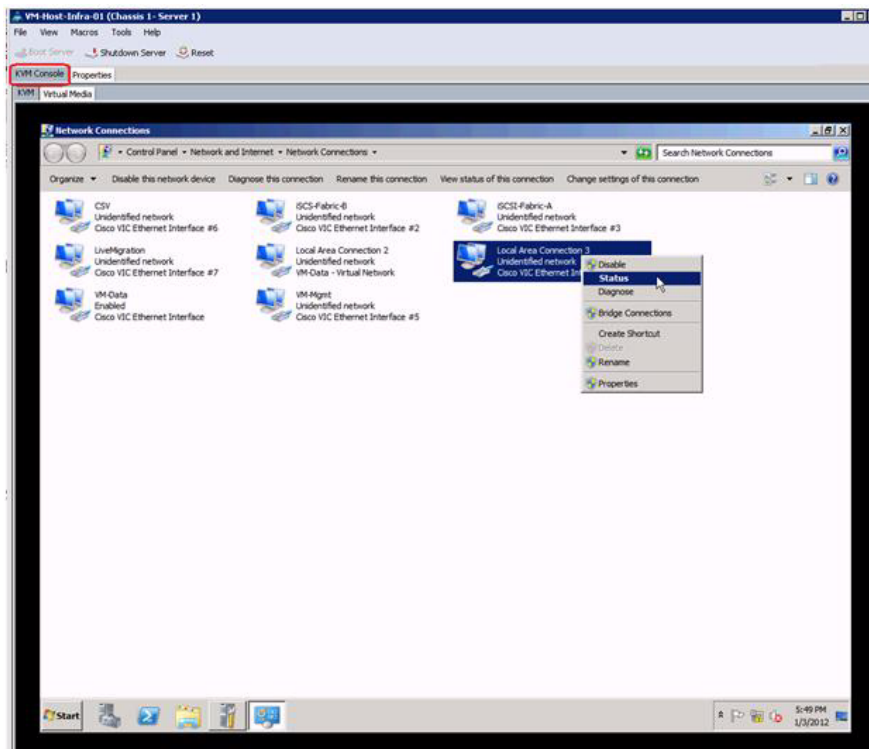 VM-Host-Infra-01 (Chassis 1- Server 1)
File View Macros Tools Help
Boot Server Shutdown Server Reset
KVM Console Properties
KVM Virtual Media
Network Connections
Control Panel Network and Internet Network Connections
Search Network Connections
Organize Disable this network device Diagnose this connection Rename this connection View status of this connection Change settings of this connection
CSV
Unidentified network
Cisco VIC Ethernet Interface #6
iSCS-Fabric-B
Unidentified network
Cisco VIC Ethernet Interface #2
iSCSI-Fabric-A
Unidentified network
Cisco VIC Ethernet Interface #3
LiveMigration
Unidentified network
Cisco VIC Ethernet Interface #7
Local Area Connection 2
Unidentified network
VM-Data - Virtual Network
Local Area Connection 3
Unidentified network
Cisco VIC Ethernet
VM-Data
Enabled
Cisco VIC Ethernet Interface
VM-Mgmt
Unidentified network
Cisco VIC Ethernet Interface #5
Disable
Status
Diagnose
Bridge Connections
Create Shortcut
Delete
Rename
Properties
Start
5:49 PM
1/3/2012